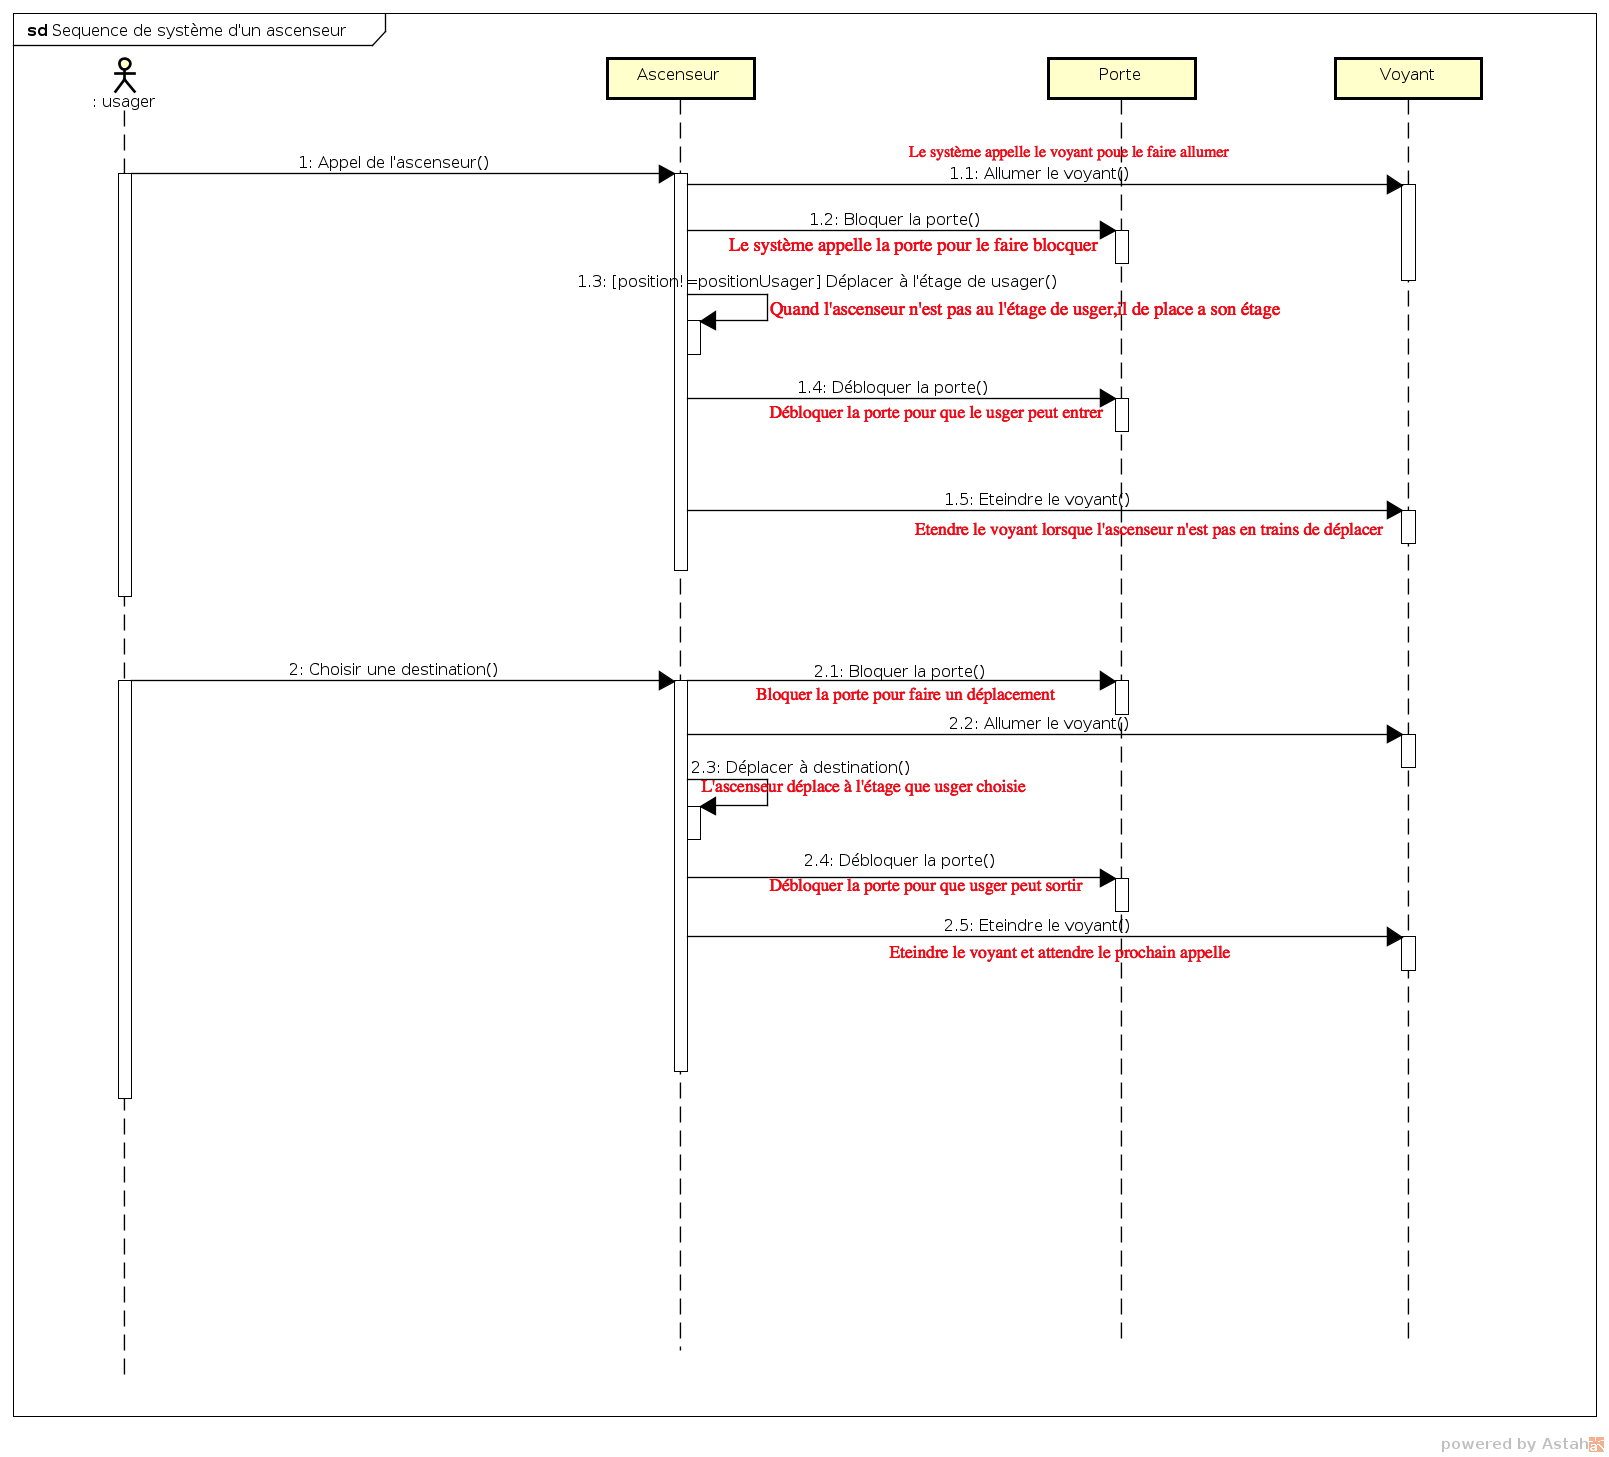 sd Sequence de système d'un ascenseur
: usager
Ascenseur
Porte
Voyant
Le système appelle le voyant poue le faire allumer
1: Appel de l'ascenseur()
1.1: Allumer le voyant()
1.2: Bloquer la porte()
Le système appelle la porte pour le faire blocquer
1.3: [position!=positionUsager] Déplacer à l'étage de usager()
Quand l'ascenseur n'est pas au l'étage de usger,il de place a son étage
1.4: Débloquer la porte()
Débloquer la porte pour que le usger peut entrer
1.5: Eteindre le voyant()
Etendre le voyant lorsque l'ascenseur n'est pas en trains de déplacer
2: Choisir une destination()
2.1: Bloquer la porte()
Bloquer la porte pour faire un déplacement
2.2: Allumer le voyant()
2.3: Déplacer à destination()
L'ascenseur déplace à l'étage que usger choisie
2.4: Débloquer la porte()
Débloquer la porte pour que usger peut sortir
2.5: Eteindre le voyant()
Eteindre le voyant et attendre le prochain appelle
powered by Astah